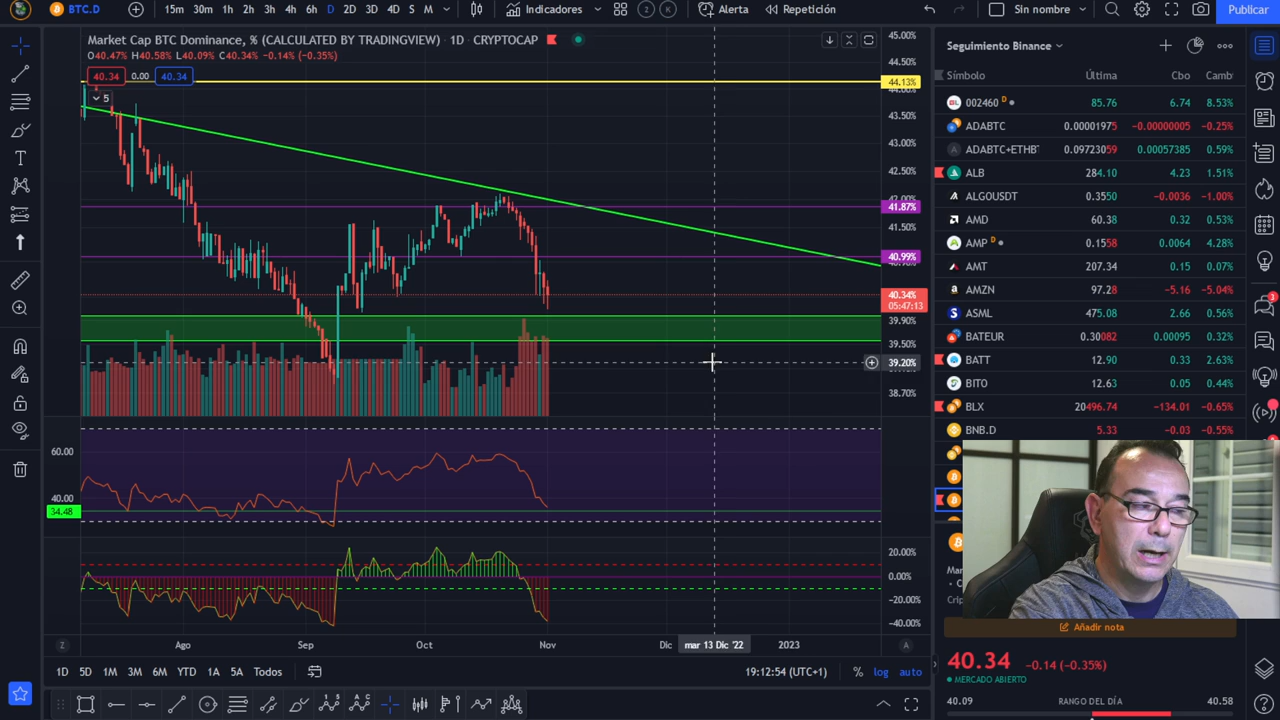 BTC.D 15m 30m 1h 2h 3h 4h 6h D 2D 3D 4D S M Indicadores 2 K Alerta Repetición Sin nombre Publicar
Market Cap BTC Dominance, % (CALCULATED BY TRADINGVIEW) · 1D · CRYPTOCAP
O40.47% H40.58% L40.09% C40.34% −0.14 (−0.35%)
40.34 0.00 40.34
5
45.00%
44.50%
44.13%
44.00%
43.50%
43.00%
42.50%
42.00%
41.87%
41.50%
40.99%
40.34%
05:47:13
39.90%
39.50%
39.20%
38.70%
60.00
40.00
34.48
20.00%
0.00%
−20.00%
−40.00%
Z Ago Sep Oct Nov Dic mar 13 Dic '22 2023 A
1D 5D 1M 3M 6M YTD 1A 5A Todos 19:12:54 (UTC+1) % log auto
Seguimiento Binance
Símbolo Última Cbo Camb
002460 D 85.76 6.74 8.53%
ADABTC 0.00001975 −0.00000005 −0.25%
ADABTC+ETHB 0.09723059 0.00057385 0.59%
ALB 284.10 4.23 1.51%
ALGOUSDT 0.3550 −0.0036 −1.00%
AMD 60.38 0.32 0.53%
AMP D 0.1558 0.0064 4.28%
AMT 207.34 0.15 0.07%
AMZN 97.28 −5.16 −5.04%
ASML 475.08 2.66 0.56%
BATEUR 0.30082 0.00095 0.32%
BATT 12.90 0.33 2.63%
BITO 12.63 0.05 0.44%
BLX 20496.74 −134.01 −0.65%
BNB.D 5.33 −0.03 −0.55%
Añadir nota
40.34 −0.14 (−0.35%)
MERCADO ABIERTO
40.09 RANGO DEL DÍA 40.58